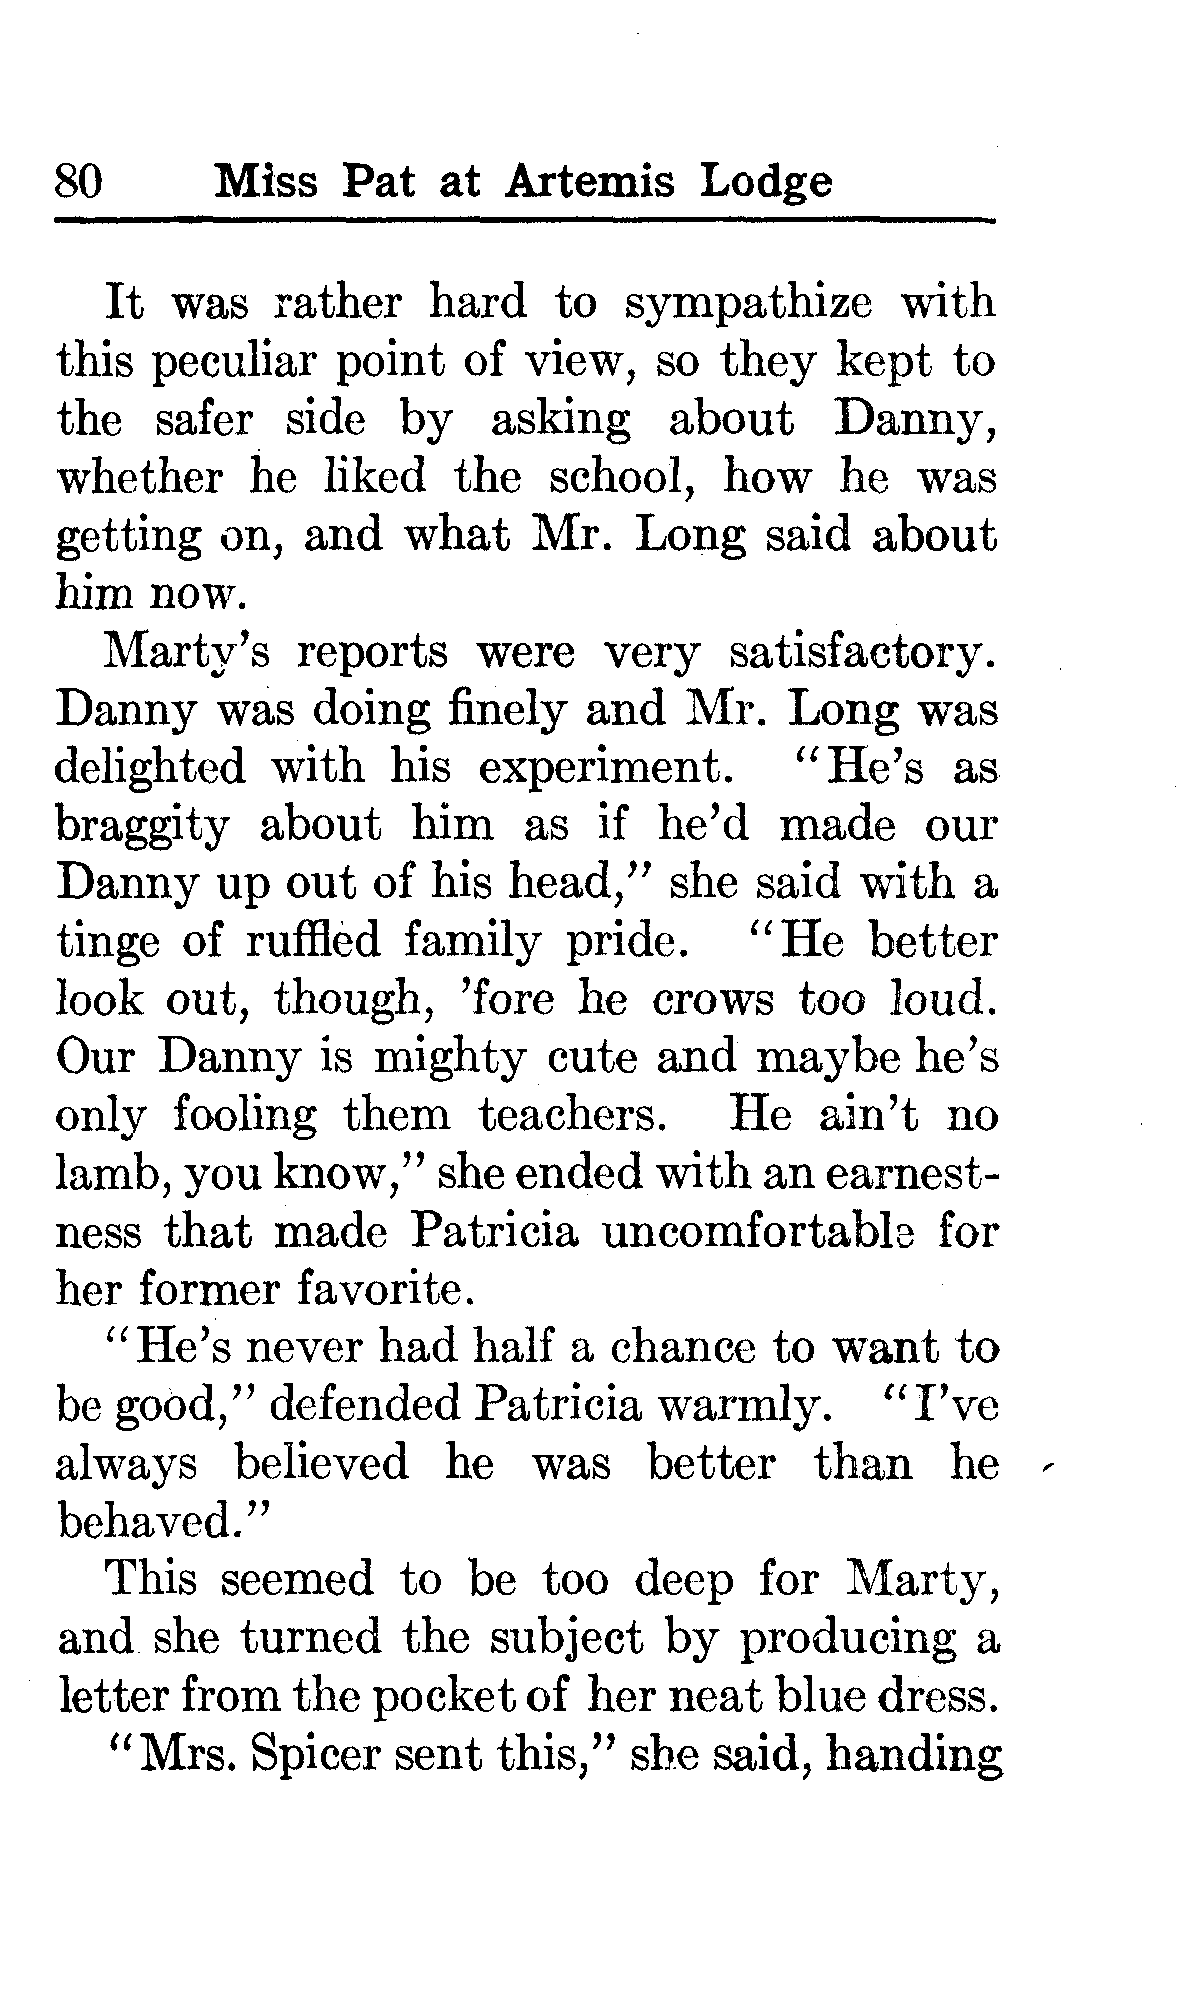 80 Miss Pat at Artemis Lodge
It was rather hard to sympathize with
this peculiar point of view, so they kept to
the safer side by asking about Danny,
whether he liked the school, how he was
getting on, and what Mr. Long said about
him now.
Marty's reports were very satisfactory.
Danny was doing finely and Mr. Long was
delighted with his experiment. "He's as
braggity about him as if he'd made our
Danny up out of his head," she said with a
tinge of ruffled family pride. "He better
look out, though, 'fore he crows too loud.
Our Danny is mighty cute and maybe he's
only fooling them teachers. He ain't no
lamb, you know," she ended with an earnest-
ness that made Patricia uncomfortable for
her former favorite.
"He's never had half a chance to want to
be good," defended Patricia warmly. "I've
always believed he was better than he
behaved."
This seemed to be too deep for Marty,
and she turned the subject by producing a
letter from the pocket of her neat blue dress.
"Mrs. Spicer sent this," she said, handing